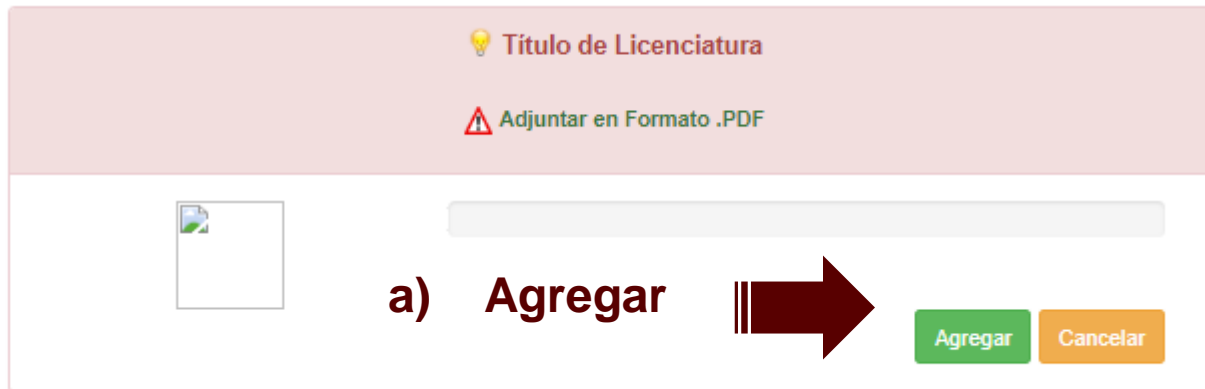 Título de Licenciatura
Adjuntar en Formato .PDF
a) Agregar
Agregar Cancelar